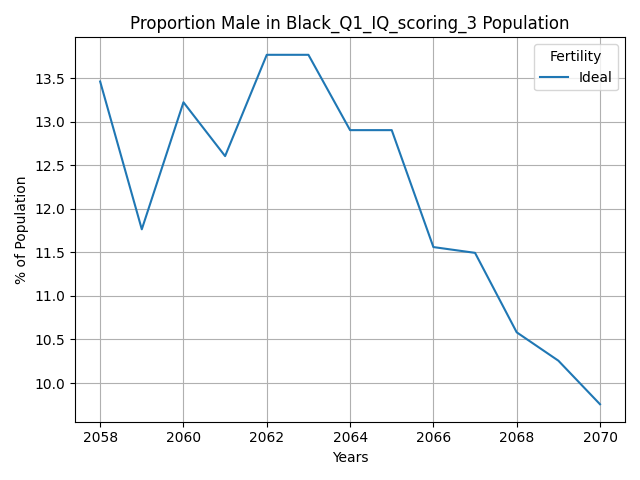 Proportion Male in Black_Q1_IQ_scoring_3 Population
Fertility
Ideal
% of Population
13.5
13.0
12.5
12.0
11.5
11.0
10.5
10.0
2058 2060 2062 2064 2066 2068 2070
Years